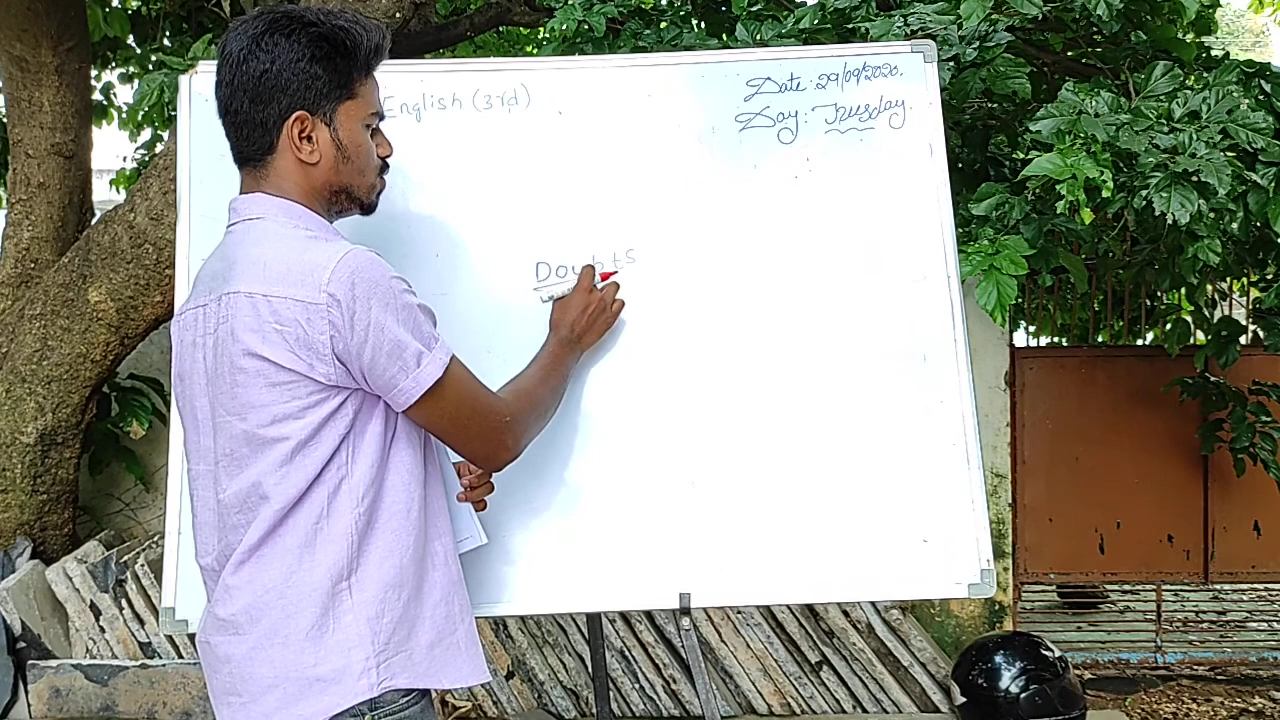 English (3rd)
Date : 29/09/2020.
Day : Tuesday.
Doubts